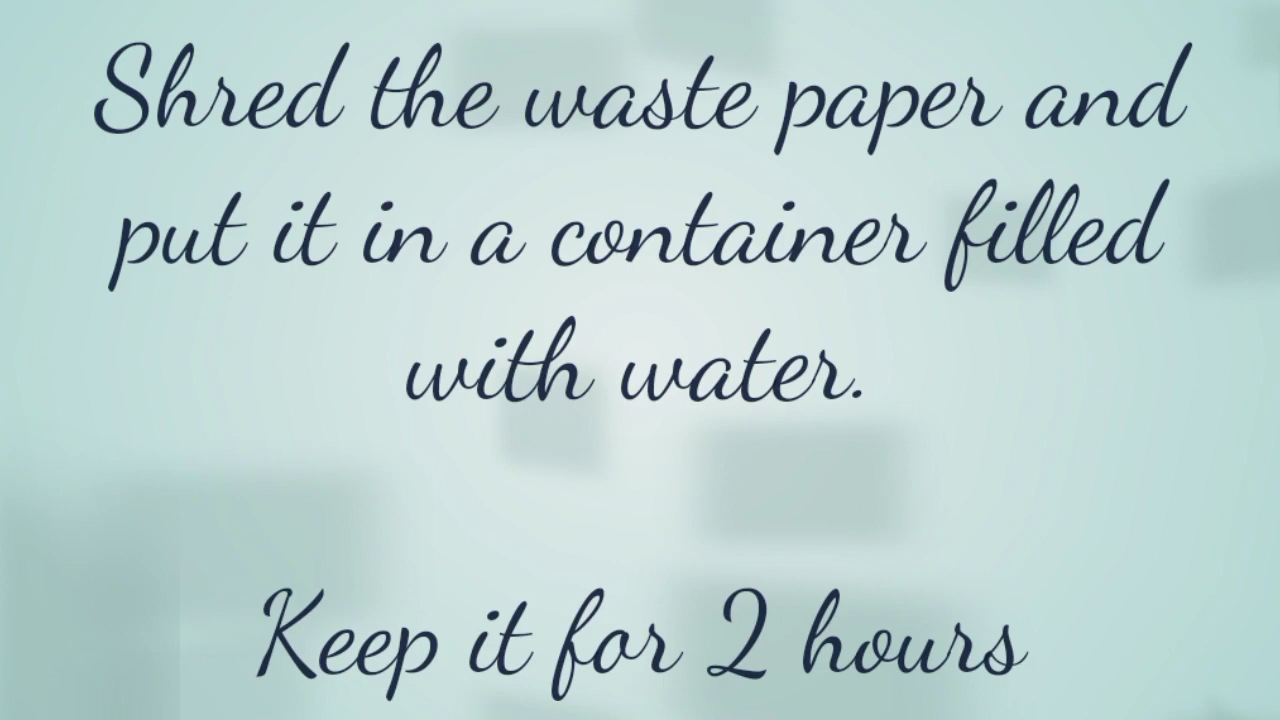 Shred the waste paper and
put it in a container filled
with water.
Keep it for 2 hours